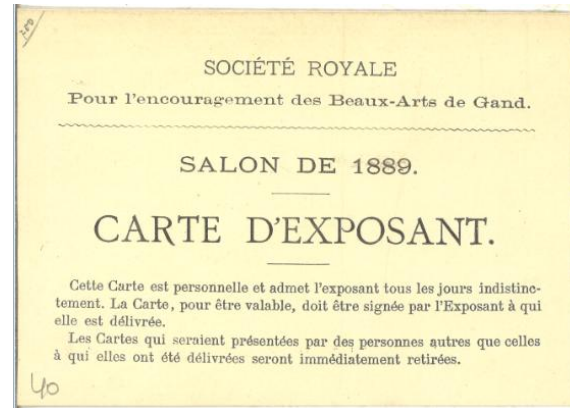 200
SOCIÉTÉ ROYALE
Pour l'encouragement des Beaux-Arts de Gand.
SALON DE 1889.
CARTE D'EXPOSANT.
Cette Carte est personnelle et admet l'exposant tous les jours indistinc-
tement. La Carte, pour être valable, doit être signée par l'Exposant à qui
elle est délivrée.
Les Cartes qui seraient présentées par des personnes autres que celles
à qui elles ont été délivrées seront immédiatement retirées.
40